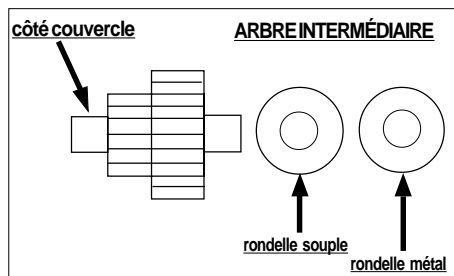 côté couvercle
ARBRE INTERMÉDIAIRE
rondelle souple
rondelle métal